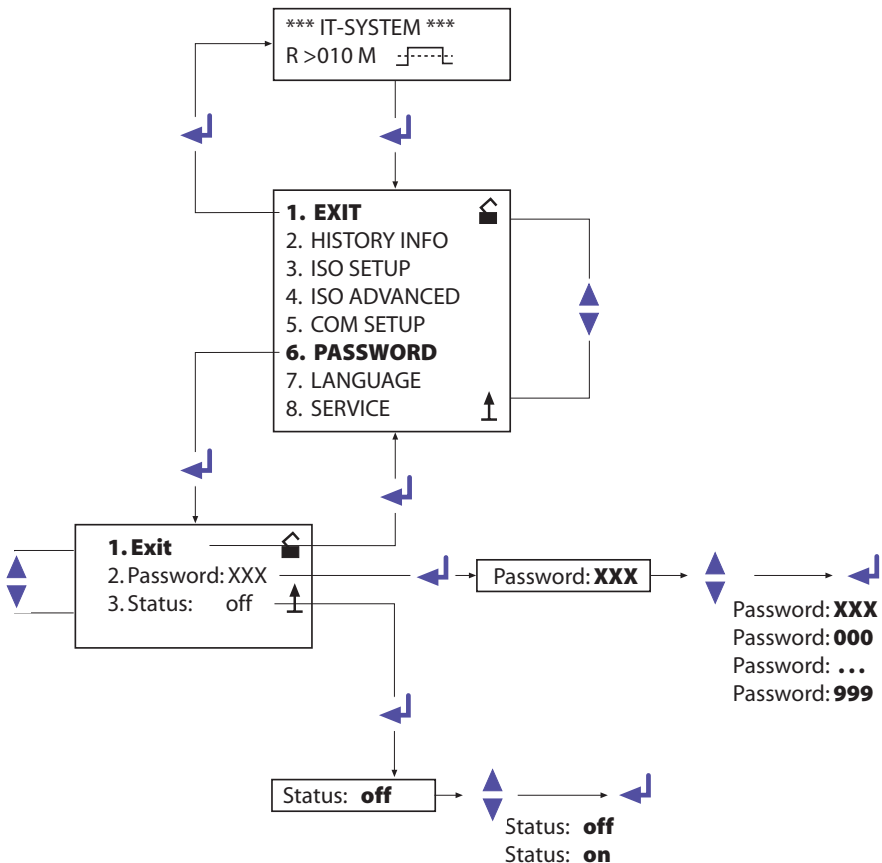 *** IT-SYSTEM ***
R >010 M
1. EXIT
2. HISTORY INFO
3. ISO SETUP
4. ISO ADVANCED
5. COM SETUP
6. PASSWORD
7. LANGUAGE
8. SERVICE
1. Exit
2. Password: XXX
3. Status: off
Password: XXX
Password: XXX
Password: 000
Password: ...
Password: 999
Status: off
Status: off
Status: on